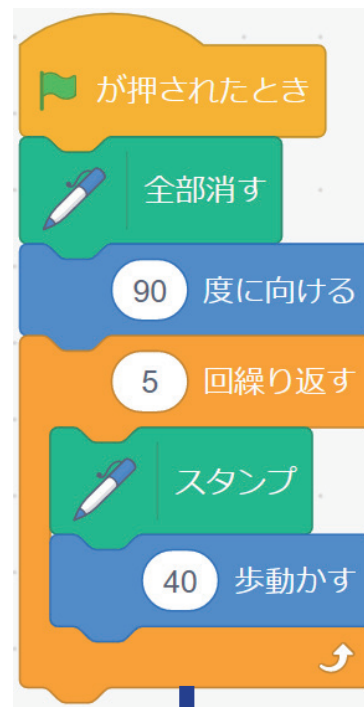 が押されたとき
全部消す
90 度に向ける
5 回繰り返す
スタンプ
40 歩動かす